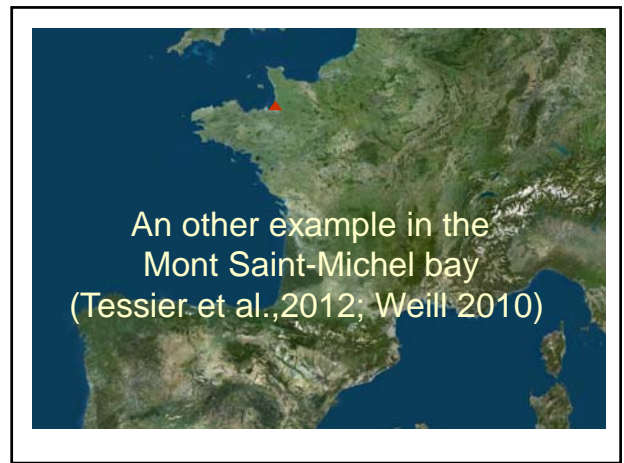 An other example in the
Mont Saint-Michel bay
(Tessier et al.,2012; Weill 2010)